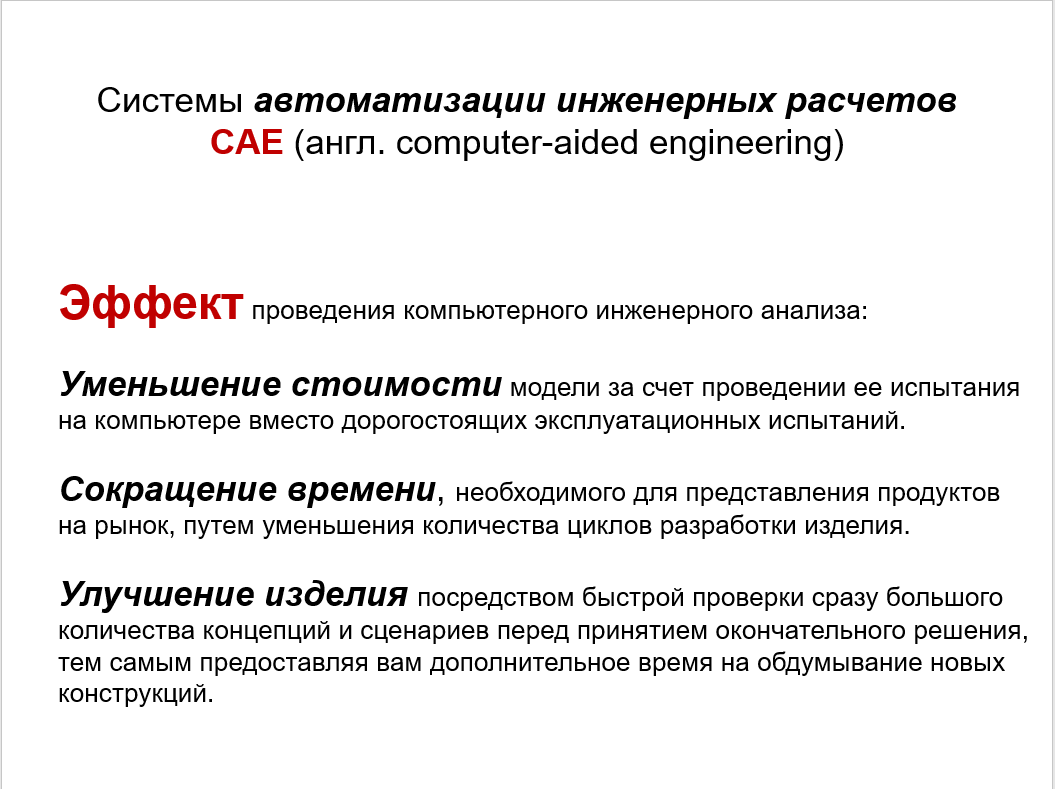 Системы автоматизации инженерных расчетов
CAE (англ. computer-aided engineering)
Эффект проведения компьютерного инженерного анализа:
Уменьшение стоимости модели за счет проведении ее испытания
на компьютере вместо дорогостоящих эксплуатационных испытаний.
Сокращение времени, необходимого для представления продуктов
на рынок, путем уменьшения количества циклов разработки изделия.
Улучшение изделия посредством быстрой проверки сразу большого
количества концепций и сценариев перед принятием окончательного решения,
тем самым предоставляя вам дополнительное время на обдумывание новых
конструкций.